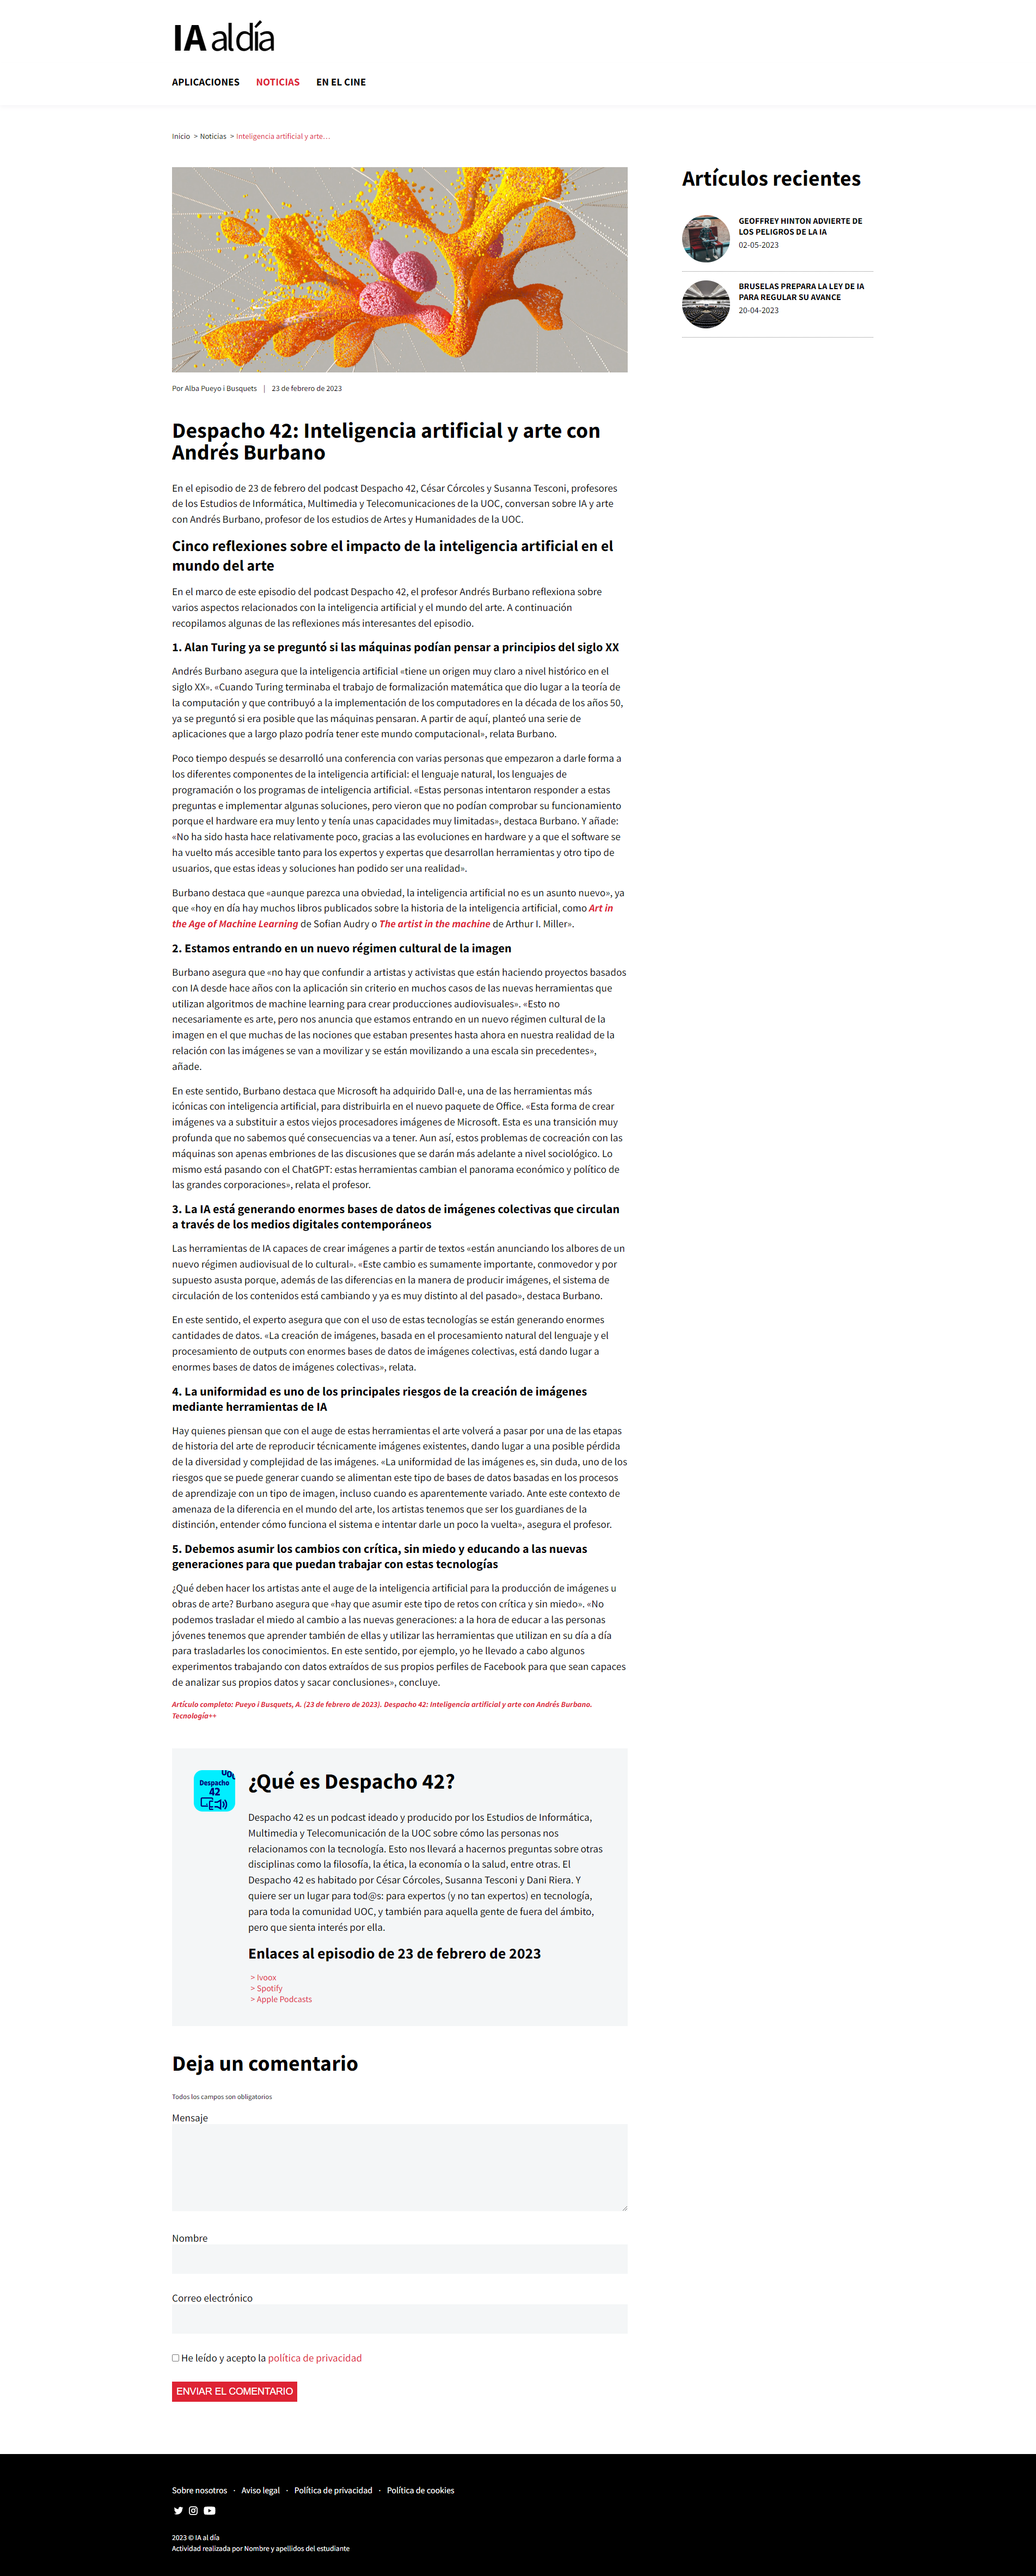 IA al día
APLICACIONES NOTICIAS EN EL CINE
Inicio > Noticias > Inteligencia artificial y arte...
Por Alba Pueyo i Busquets | 23 de febrero de 2023
Despacho 42: Inteligencia artificial y arte con
Andrés Burbano
En el episodio de 23 de febrero del podcast Despacho 42, César Córcoles y Susanna Tesconi, profesores
de los Estudios de Informática, Multimedia y Telecomunicaciones de la UOC, conversan sobre IA y arte
con Andrés Burbano, profesor de los estudios de Artes y Humanidades de la UOC.
Cinco reflexiones sobre el impacto de la inteligencia artificial en el
mundo del arte
En el marco de este episodio del podcast Despacho 42, el profesor Andrés Burbano reflexiona sobre
varios aspectos relacionados con la inteligencia artificial y el mundo del arte. A continuación
recopilamos algunas de las reflexiones más interesantes del episodio.
1. Alan Turing ya se preguntó si las máquinas podían pensar a principios del siglo XX
Andrés Burbano asegura que la inteligencia artificial «tiene un origen muy claro a nivel histórico en el
siglo XX». «Cuando Turing terminaba el trabajo de formalización matemática que dio lugar a la teoría de
la computación y que contribuyó a la implementación de los computadores en la década de los años 50,
ya se preguntó si era posible que las máquinas pensaran. A partir de aquí, planteó una serie de
aplicaciones que a largo plazo podría tener este mundo computacional», relata Burbano.
Poco tiempo después se desarrolló una conferencia con varias personas que empezaron a darle forma a
los diferentes componentes de la inteligencia artificial: el lenguaje natural, los lenguajes de
programación o los programas de inteligencia artificial. «Estas personas intentaron responder a estas
preguntas e implementar algunas soluciones, pero vieron que no podían comprobar su funcionamiento
porque el hardware era muy lento y tenía unas capacidades muy limitadas», destaca Burbano. Y añade:
«No ha sido hasta hace relativamente poco, gracias a las evoluciones en hardware y a que el software se
ha vuelto más accesible tanto para los expertos y expertas que desarrollan herramientas y otro tipo de
usuarios, que estas ideas y soluciones han podido ser una realidad».
Burbano destaca que «aunque parezca una obviedad, la inteligencia artificial no es un asunto nuevo», ya
que «hoy en día hay muchos libros publicados sobre la historia de la inteligencia artificial, como Art in
the Age of Machine Learning de Sofian Audry o The artist in the machine de Arthur I. Miller».
2. Estamos entrando en un nuevo régimen cultural de la imagen
Burbano asegura que «no hay que confundir a artistas y activistas que están haciendo proyectos basados
con IA desde hace años con la aplicación sin criterio en muchos casos de las nuevas herramientas que
utilizan algoritmos de machine learning para crear producciones audiovisuales». «Esto no
necesariamente es arte, pero nos anuncia que estamos entrando en un nuevo régimen cultural de la
imagen en el que muchas de las nociones que estaban presentes hasta ahora en nuestra realidad de la
relación con las imágenes se van a movilizar y se están movilizando a una escala sin precedentes»,
añade.
En este sentido, Burbano destaca que Microsoft ha adquirido Dall·e, una de las herramientas más
icónicas con inteligencia artificial, para distribuirla en el nuevo paquete de Office. «Esta forma de crear
imágenes va a substituir a estos viejos procesadores imágenes de Microsoft. Esta es una transición muy
profunda que no sabemos qué consecuencias va a tener. Aun así, estos problemas de cocreación con las
máquinas son apenas embriones de las discusiones que se darán más adelante a nivel sociológico. Lo
mismo está pasando con el ChatGPT: estas herramientas cambian el panorama económico y político de
las grandes corporaciones», relata el profesor.
3. La IA está generando enormes bases de datos de imágenes colectivas que circulan
a través de los medios digitales contemporáneos
Las herramientas de IA capaces de crear imágenes a partir de textos «están anunciando los albores de un
nuevo régimen audiovisual de lo cultural». «Este cambio es sumamente importante, conmovedor y por
supuesto asusta porque, además de las diferencias en la manera de producir imágenes, el sistema de
circulación de los contenidos está cambiando y ya es muy distinto al del pasado», destaca Burbano.
En este sentido, el experto asegura que con el uso de estas tecnologías se están generando enormes
cantidades de datos. «La creación de imágenes, basada en el procesamiento natural del lenguaje y el
procesamiento de outputs con enormes bases de datos de imágenes colectivas, está dando lugar a
enormes bases de datos de imágenes colectivas», relata.
4. La uniformidad es uno de los principales riesgos de la creación de imágenes
mediante herramientas de IA
Hay quienes piensan que con el auge de estas herramientas el arte volverá a pasar por una de las etapas
de historia del arte de reproducir técnicamente imágenes existentes, dando lugar a una posible pérdida
de la diversidad y complejidad de las imágenes. «La uniformidad de las imágenes es, sin duda, uno de los
riesgos que se puede generar cuando se alimentan este tipo de bases de datos basadas en los procesos
de aprendizaje con un tipo de imagen, incluso cuando es aparentemente variado. Ante este contexto de
amenaza de la diferencia en el mundo del arte, los artistas tenemos que ser los guardianes de la
distinción, entender cómo funciona el sistema e intentar darle un poco la vuelta», asegura el profesor.
5. Debemos asumir los cambios con crítica, sin miedo y educando a las nuevas
generaciones para que puedan trabajar con estas tecnologías
¿Qué deben hacer los artistas ante el auge de la inteligencia artificial para la producción de imágenes u
obras de arte? Burbano asegura que «hay que asumir este tipo de retos con crítica y sin miedo». «No
podemos trasladar el miedo al cambio a las nuevas generaciones: a la hora de educar a las personas
jóvenes tenemos que aprender también de ellas y utilizar las herramientas que utilizan en su día a día
para trasladarles los conocimientos. En este sentido, por ejemplo, yo he llevado a cabo algunos
experimentos trabajando con datos extraídos de sus propios perfiles de Facebook para que sean capaces
de analizar sus propios datos y sacar conclusiones», concluye.
Artículo completo: Pueyo i Busquets, A. (23 de febrero de 2023). Despacho 42: Inteligencia artificial y arte con Andrés Burbano.
Tecnología++
UOC
Despacho
42
¿Qué es Despacho 42?
Despacho 42 es un podcast ideado y producido por los Estudios de Informática,
Multimedia y Telecomunicación de la UOC sobre cómo las personas nos
relacionamos con la tecnología. Esto nos llevará a hacernos preguntas sobre otras
disciplinas como la filosofía, la ética, la economía o la salud, entre otras. El
Despacho 42 es habitado por César Córcoles, Susanna Tesconi y Dani Riera. Y
quiere ser un lugar para tod@s: para expertos (y no tan expertos) en tecnología,
para toda la comunidad UOC, y también para aquella gente de fuera del ámbito,
pero que sienta interés por ella.
Enlaces al episodio de 23 de febrero de 2023
> Ivoox
> Spotify
> Apple Podcasts
Deja un comentario
Todos los campos son obligatorios
Mensaje
Nombre
Correo electrónico
He leído y acepto la política de privacidad
ENVIAR EL COMENTARIO
Artículos recientes
GEOFFREY HINTON ADVIERTE DE
LOS PELIGROS DE LA IA
02-05-2023
BRUSELAS PREPARA LA LEY DE IA
PARA REGULAR SU AVANCE
20-04-2023
Sobre nosotros · Aviso legal · Política de privacidad · Política de cookies
2023 © IA al día
Actividad realizada por Nombre y apellidos del estudiante